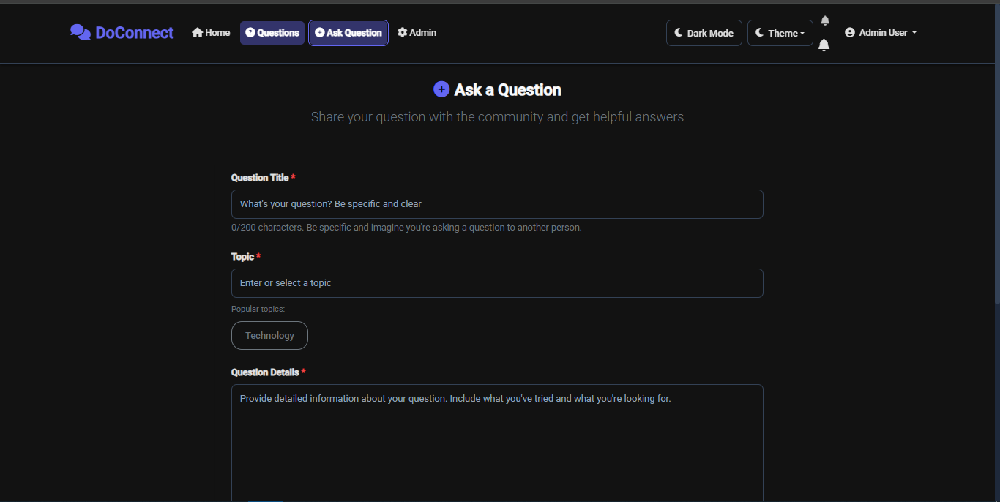 DoConnect Home Questions Ask Question Admin Dark Mode Theme Admin User
Ask a Question
Share your question with the community and get helpful answers
Question Title *
What's your question? Be specific and clear
0/200 characters. Be specific and imagine you're asking a question to another person.
Topic *
Enter or select a topic
Popular topics:
Technology
Question Details *
Provide detailed information about your question. Include what you've tried and what you're looking for.